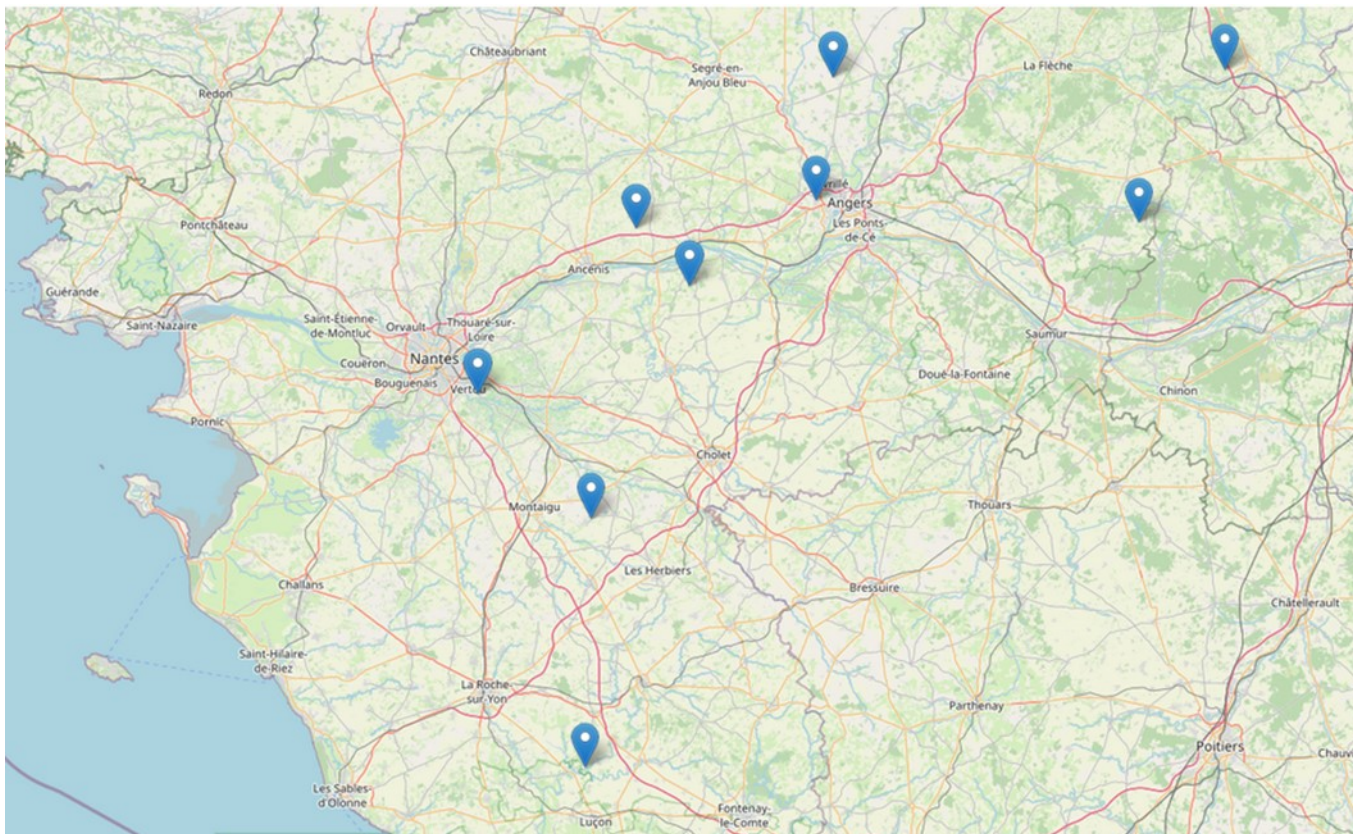 Châteaubriant
Segré-en-
Anjou Bleu
La Flèche
Redon
Angers
Les Ponts-
de-Cé
Pontchâteau
Ancenis
Guérande
Saint-Nazaire
Saint-Étienne-
de-Montluc
Orvault
Thouaré-sur-
Loire
Saumur
Couëron
Nantes
Bouguenais
Doué-la-Fontaine
Chinon
Pornic
Cholet
Montaigu
Thouars
Les Herbiers
Challans
Bressuire
Châtellerault
Saint-Hilaire-
de-Riez
La Roche-
sur-Yon
Parthenay
Poitiers
Les Sables-
d'Olonne
Fontenay-
le-Comte
Luçon